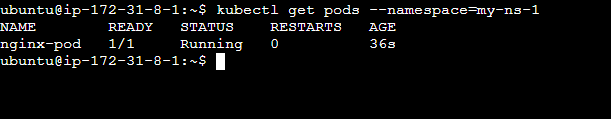 ubuntu@ip-172-31-8-1:~$ kubectl get pods --namespace=my-ns-1
NAME        READY   STATUS    RESTARTS   AGE
nginx-pod   1/1     Running   0          36s
ubuntu@ip-172-31-8-1:~$